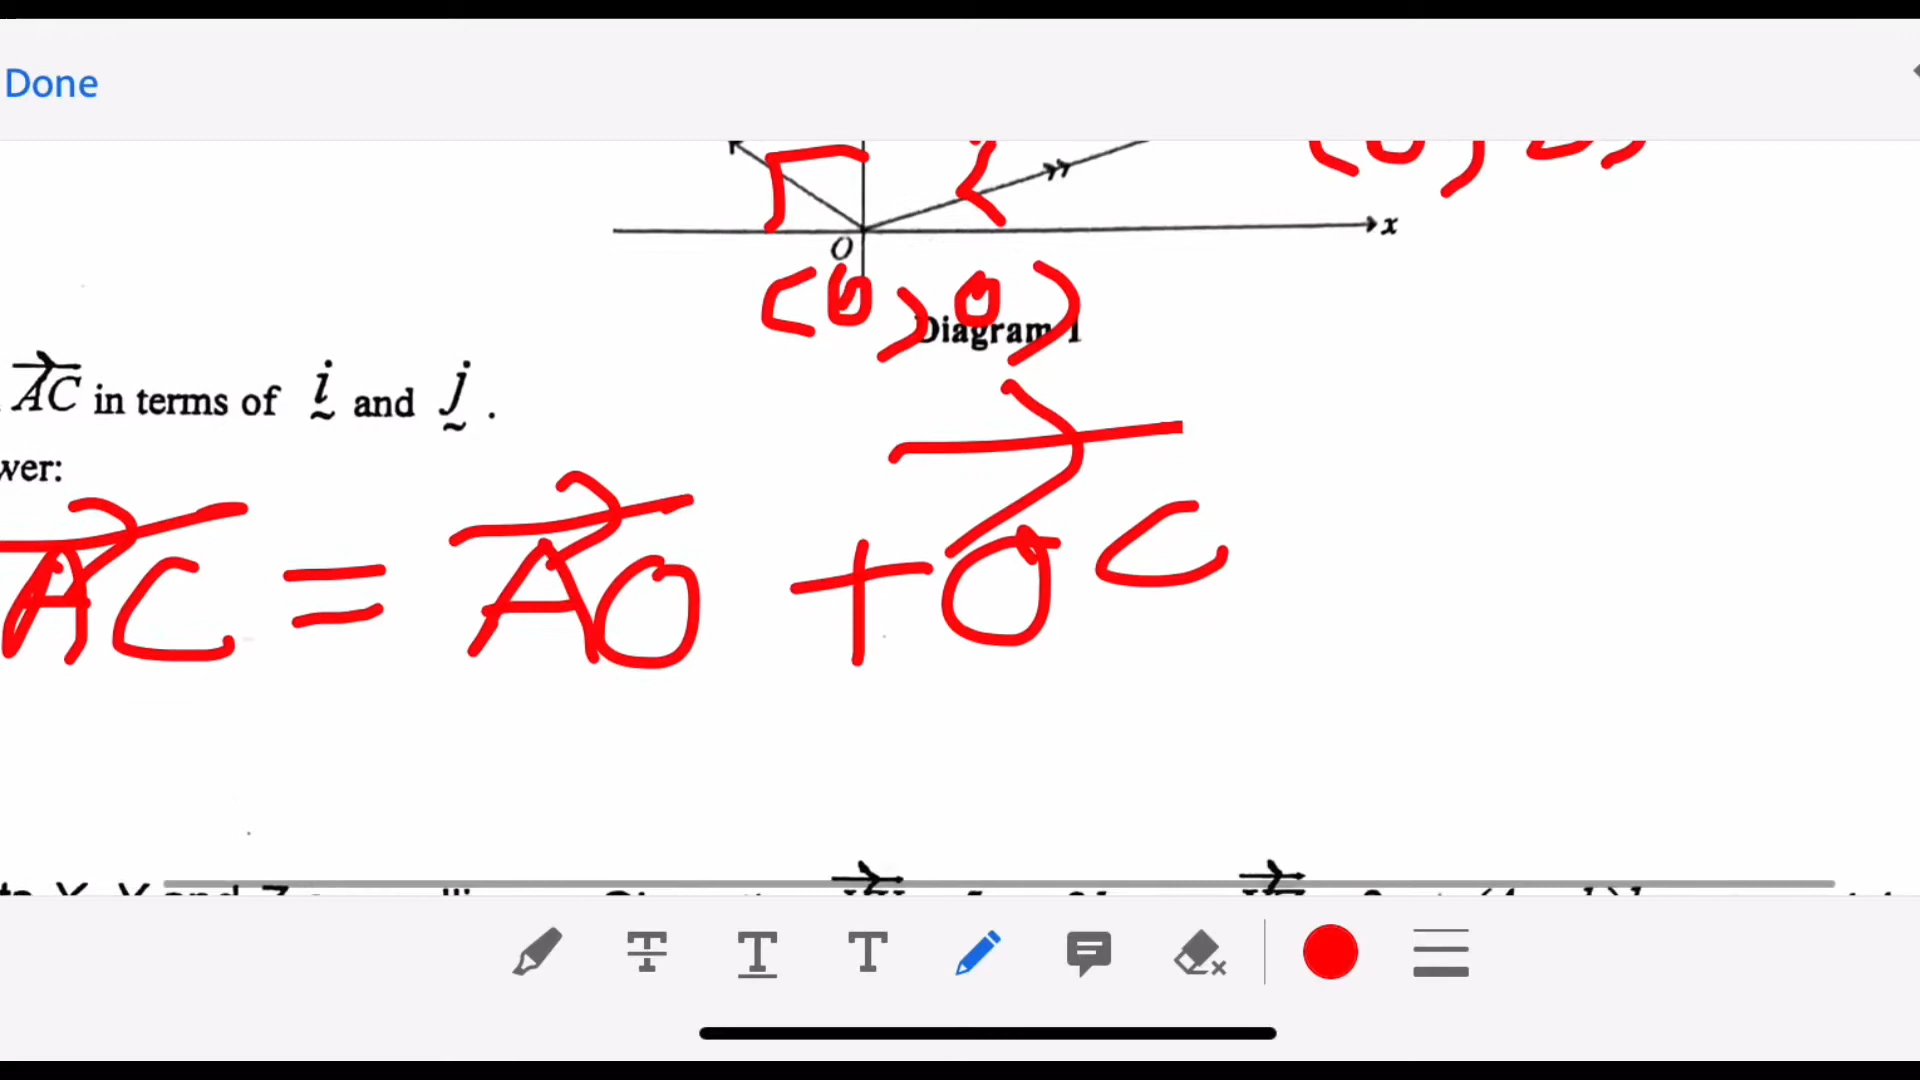 Done
x
O
(0,0)
Diagram 1
AC in terms of i and j .
wer:
AC = AO + OC
T T T